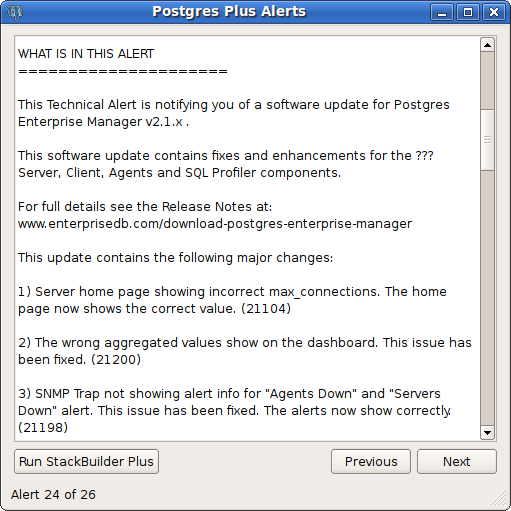 Postgres Plus Alerts
WHAT IS IN THIS ALERT
=====================
This Technical Alert is notifying you of a software update for Postgres
Enterprise Manager v2.1.x .
This software update contains fixes and enhancements for the ???
Server, Client, Agents and SQL Profiler components.
For full details see the Release Notes at:
www.enterprisedb.com/download-postgres-enterprise-manager
This update contains the following major changes:
1) Server home page showing incorrect max_connections. The home
page now shows the correct value. (21104)
2) The wrong aggregated values show on the dashboard. This issue has
been fixed. (21200)
3) SNMP Trap not showing alert info for "Agents Down" and "Servers
Down" alert. This issue has been fixed. The alerts now show correctly.
(21198)
Run StackBuilder Plus
Previous
Next
Alert 24 of 26